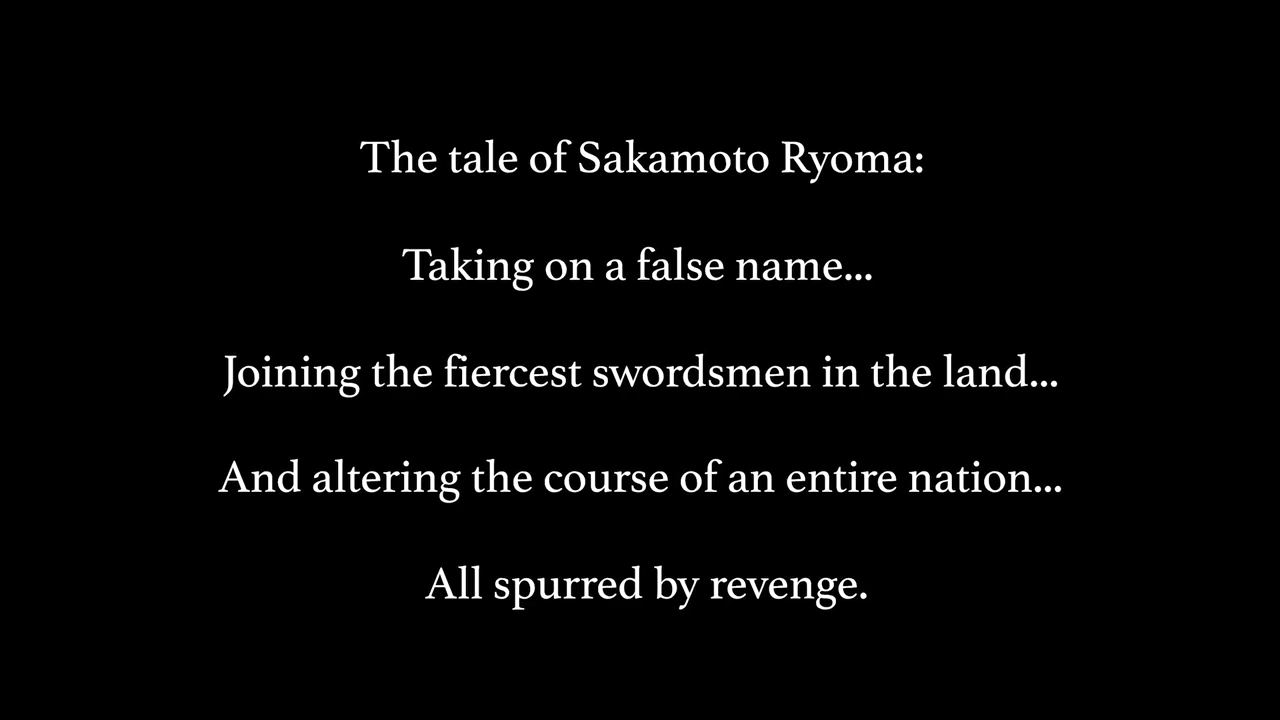 The tale of Sakamoto Ryoma:
Taking on a false name...
Joining the fiercest swordsmen in the land...
And altering the course of an entire nation...
All spurred by revenge.